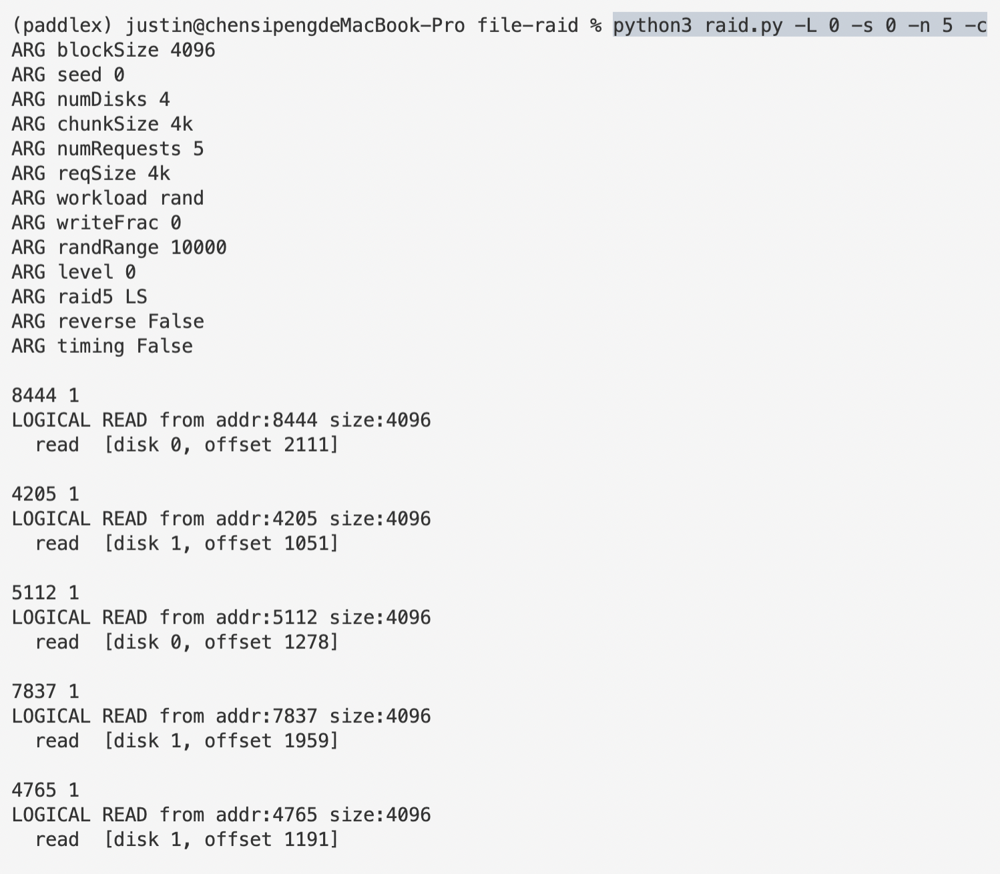 (paddlex) justin@chensipengdeMacBook-Pro file-raid % python3 raid.py -L 0 -s 0 -n 5 -c
ARG blockSize 4096
ARG seed 0
ARG numDisks 4
ARG chunkSize 4k
ARG numRequests 5
ARG reqSize 4k
ARG workload rand
ARG writeFrac 0
ARG randRange 10000
ARG level 0
ARG raid5 LS
ARG reverse False
ARG timing False

8444 1
LOGICAL READ from addr:8444 size:4096
  read  [disk 0, offset 2111]

4205 1
LOGICAL READ from addr:4205 size:4096
  read  [disk 1, offset 1051]

5112 1
LOGICAL READ from addr:5112 size:4096
  read  [disk 0, offset 1278]

7837 1
LOGICAL READ from addr:7837 size:4096
  read  [disk 1, offset 1959]

4765 1
LOGICAL READ from addr:4765 size:4096
  read  [disk 1, offset 1191]